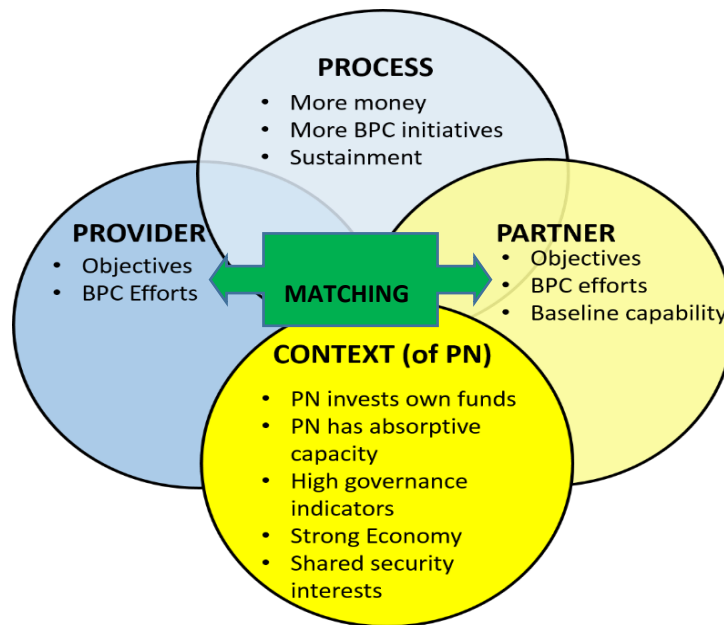 PROCESS
• More money
• More BPC initiatives
• Sustainment
PROVIDER
• Objectives
• BPC Efforts
MATCHING
PARTNER
• Objectives
• BPC efforts
• Baseline capability
CONTEXT (of PN)
• PN invests own funds
• PN has absorptive
capacity
• High governance
indicators
• Strong Economy
• Shared security
interests